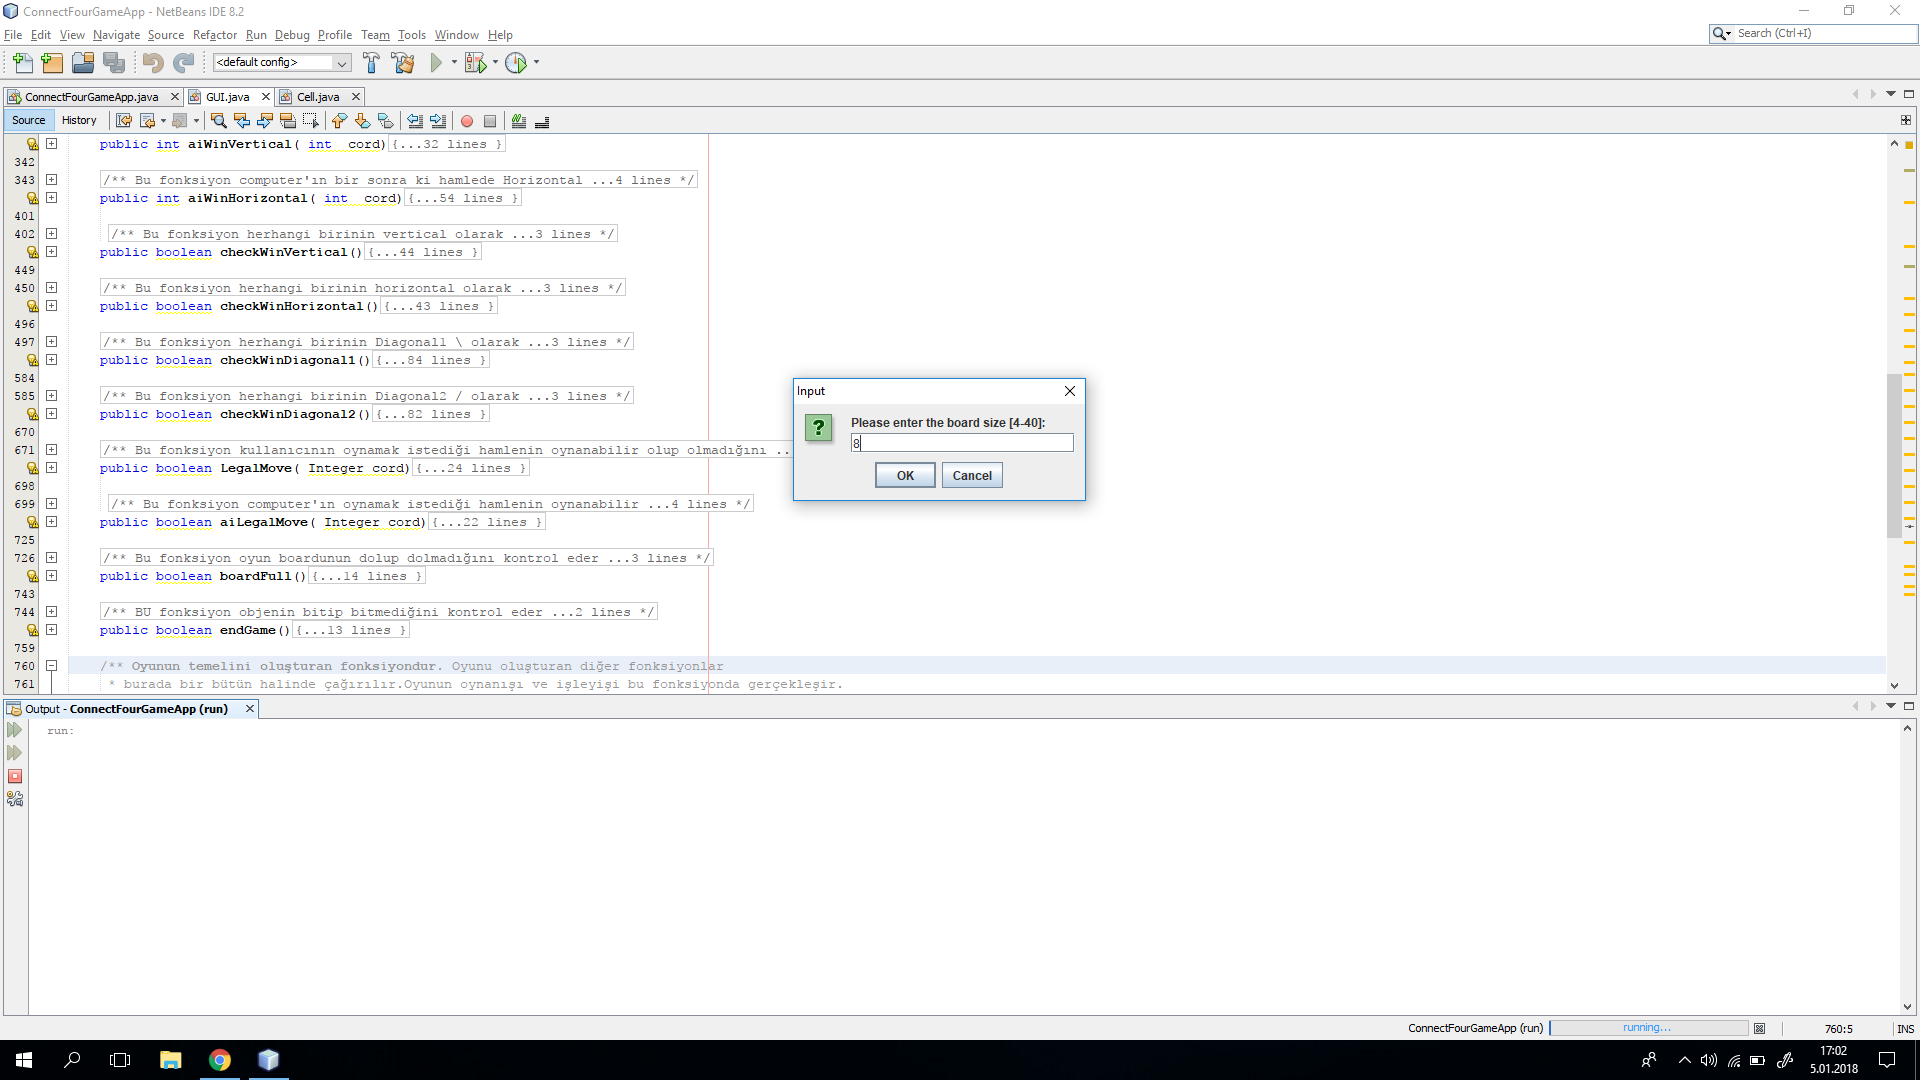 ConnectFourGameApp - NetBeans IDE 8.2
File Edit View Navigate Source Refactor Run Debug Profile Team Tools Window Help
Search (Ctrl+I)
<default config>
ConnectFourGameApp.java GUI.java Cell.java
Source History
public int aiWinVertical( int cord){...32 lines }
342
343 /** Bu fonksiyon computer'ın bir sonra ki hamlede Horizontal ...4 lines */
public int aiWinHorizontal( int cord){...54 lines }
401
402 /** Bu fonksiyon herhangi birinin vertical olarak ...3 lines */
public boolean checkWinVertical(){...44 lines }
449
450 /** Bu fonksiyon herhangi birinin horizontal olarak ...3 lines */
public boolean checkWinHorizontal(){...43 lines }
496
497 /** Bu fonksiyon herhangi birinin Diagonal1 \ olarak ...3 lines */
public boolean checkWinDiagonal1(){...84 lines }
584
585 /** Bu fonksiyon herhangi birinin Diagonal2 / olarak ...3 lines */
public boolean checkWinDiagonal2(){...82 lines }
670
671 /** Bu fonksiyon kullanıcının oynamak istediği hamlenin oynanabilir olup olmadığını ..
public boolean LegalMove( Integer cord){...24 lines }
698
699 /** Bu fonksiyon computer'ın oynamak istediği hamlenin oynanabilir ...4 lines */
public boolean aiLegalMove( Integer cord){...22 lines }
725
726 /** Bu fonksiyon oyun boardunun dolup dolmadığını kontrol eder ...3 lines */
public boolean boardFull(){...14 lines }
743
744 /** BU fonksiyon objenin bitip bitmediğini kontrol eder ...2 lines */
public boolean endGame(){...13 lines }
759
760 /** Oyunun temelini oluşturan fonksiyondur. Oyunu oluşturan diğer fonksiyonlar
761 * burada bir bütün halinde çağırılır.Oyunun oynanışı ve işleyişi bu fonksiyonda gerçekleşir.
Input
Please enter the board size [4-40]:
8
OK Cancel
Output - ConnectFourGameApp (run)
run:
ConnectFourGameApp (run) running... 760:5 INS
17:02
5.01.2018